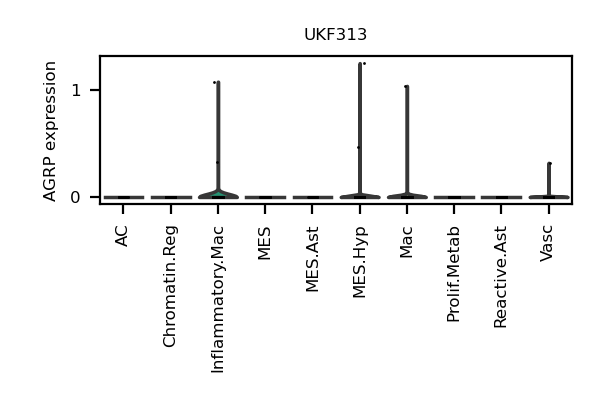 UKF313
AGRP expression
1
0
AC
Chromatin.Reg
Inflammatory.Mac
MES
MES.Ast
MES.Hyp
Mac
Prolif.Metab
Reactive.Ast
Vasc